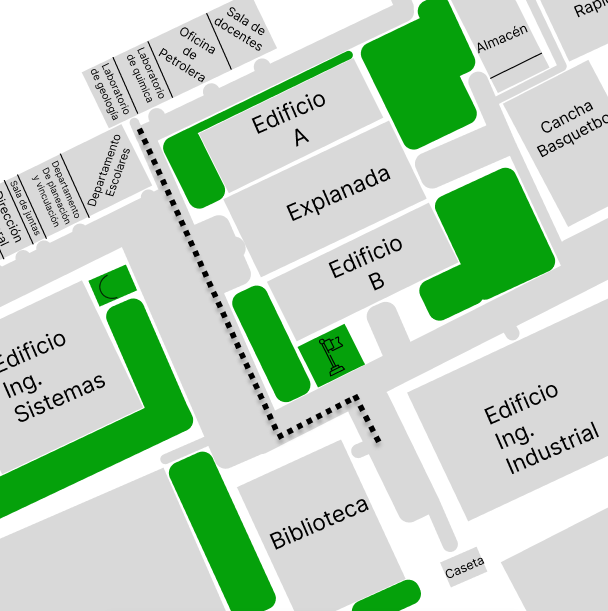 Sala de
docentes
Oficina
de
Petrolera
Laboratorio
de química
Laboratorio
de geología
Almacén
Edificio
A
Cancha
Departamento
Escolares
Departamento
De planeación
y vinculación
Sala de juntas
Explanada
Edificio
B
Edificio
Ing.
Sistemas
Edificio
Ing.
Industrial
Biblioteca
Caseta